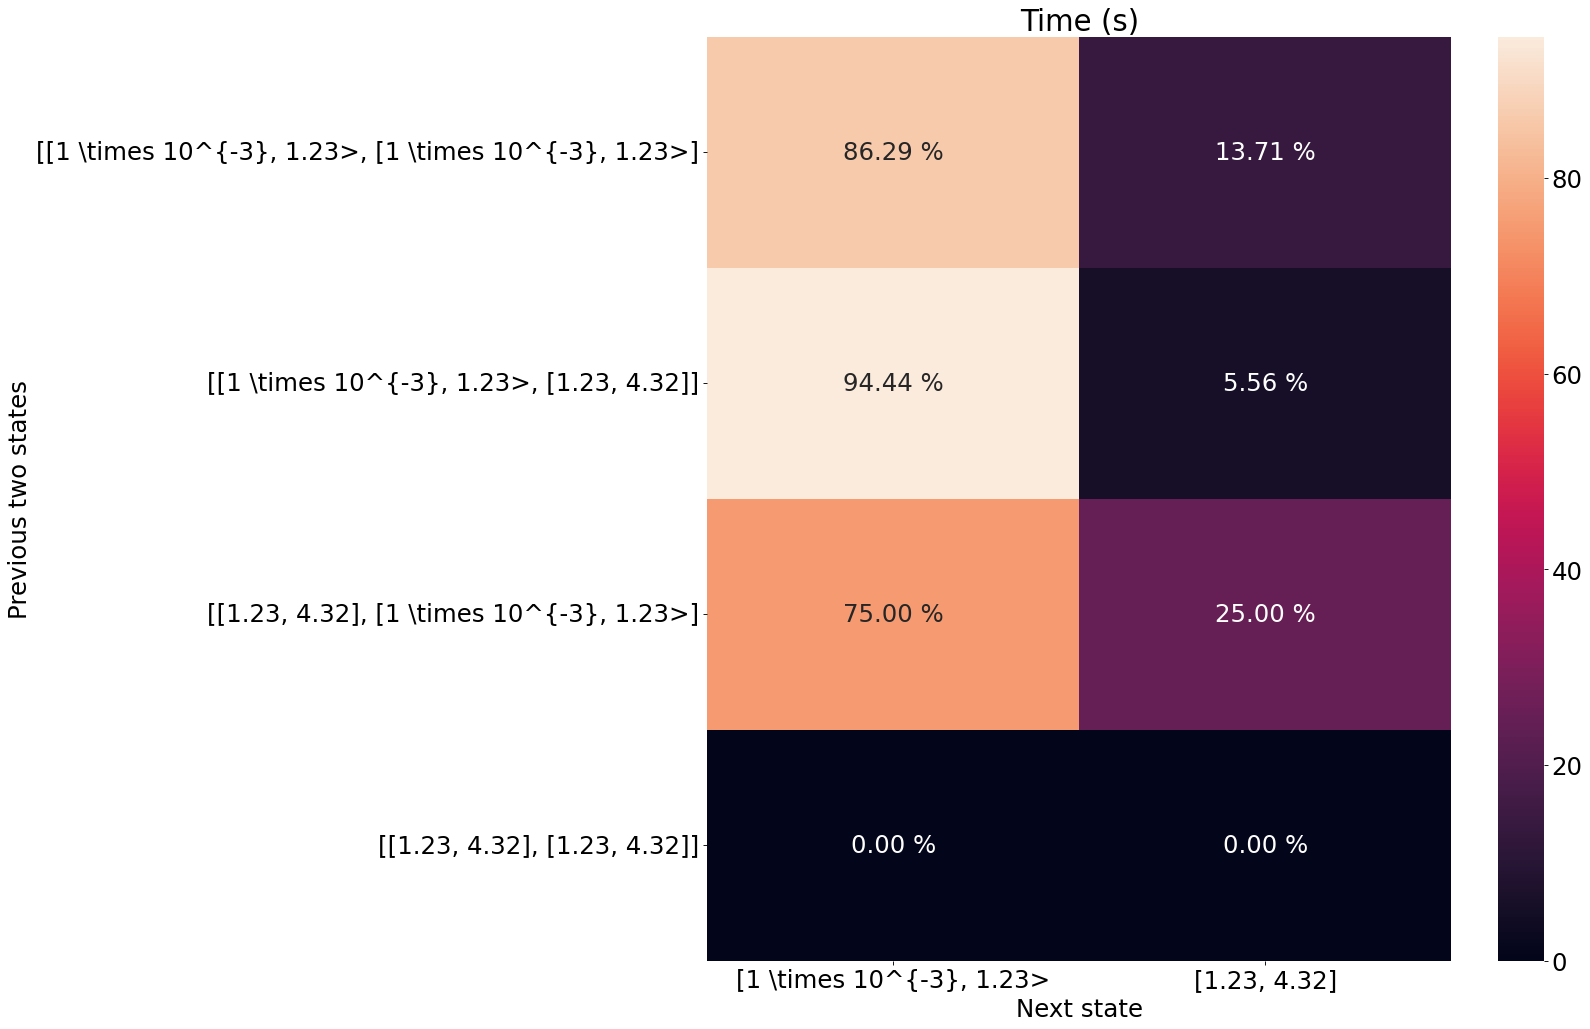 Time (s)
[[1 \times 10^{-3}, 1.23>, [1 \times 10^{-3}, 1.23>]
86.29 %
13.71 %
80
60
[[1 \times 10^{-3}, 1.23>, [1.23, 4.32]]
94.44 %
5.56 %
Previous two states
40
[[1.23, 4.32], [1 \times 10^{-3}, 1.23>]
75.00 %
25.00 %
20
[[1.23, 4.32], [1.23, 4.32]]
0.00 %
0.00 %
0
[1 \times 10^{-3}, 1.23>
[1.23, 4.32]
Next state